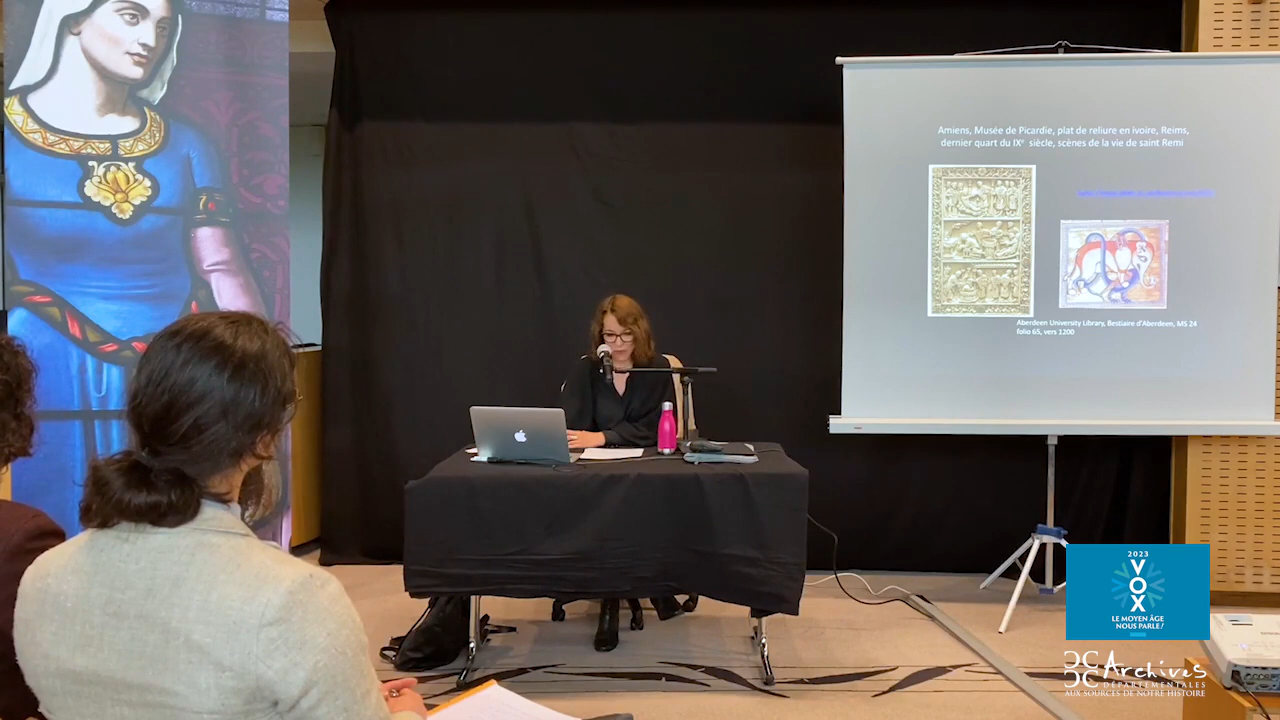 Amiens, Musée de Picardie, plat de reliure en ivoire, Reims,
dernier quart du IXe siècle, scènes de la vie de saint Remi
Aberdeen University Library, Bestiaire d'Aberdeen, MS 24
folio 65, vers 1200
2023
VOX
LE MOYEN ÂGE
NOUS PARLE !
Archives
DÉPARTEMENTALES
AUX SOURCES DE NOTRE HISTOIRE